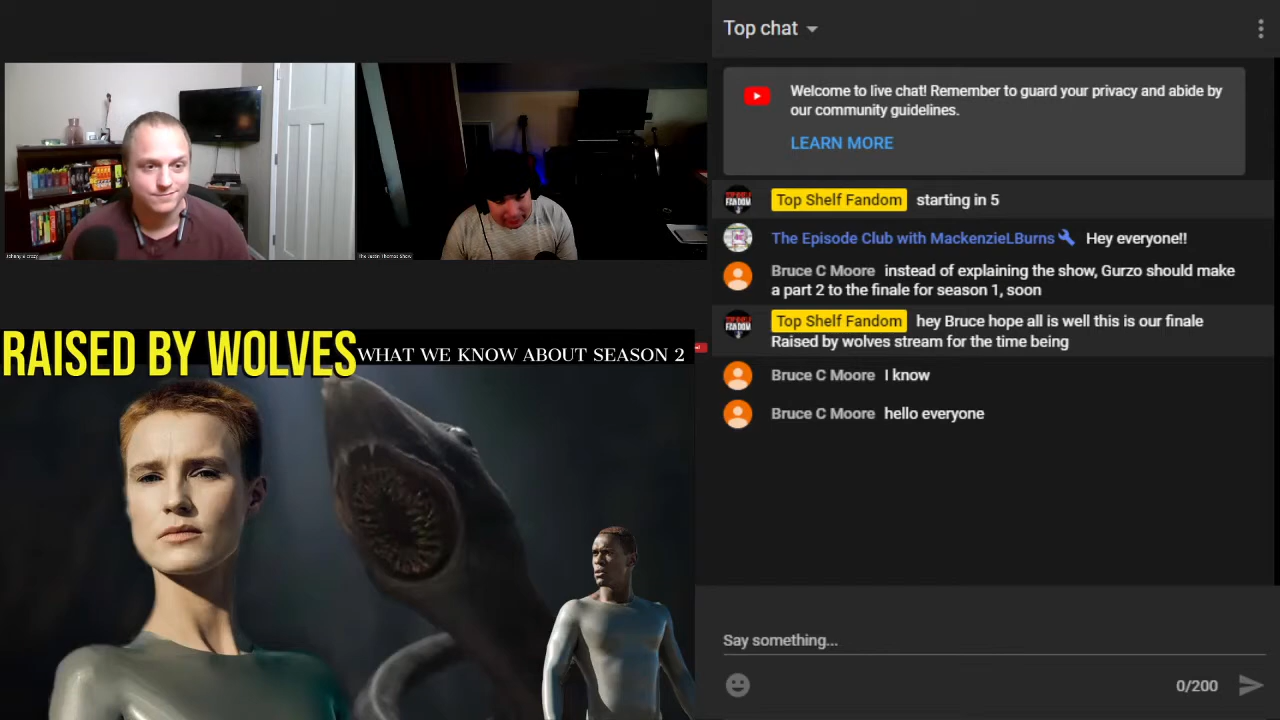 Top chat
Welcome to live chat! Remember to guard your privacy and abide by
our community guidelines.
LEARN MORE
Top Shelf Fandom starting in 5
The Episode Club with MackenzieLBurns Hey everyone!!
Bruce C Moore instead of explaining the show, Gurzo should make
a part 2 to the finale for season 1, soon
Top Shelf Fandom hey Bruce hope all is well this is our finale
Raised by wolves stream for the time being
Bruce C Moore I know
Bruce C Moore hello everyone
Say something...
0/200
The Justin Thomas Show
RAISED BY WOLVES
WHAT WE KNOW ABOUT SEASON 2